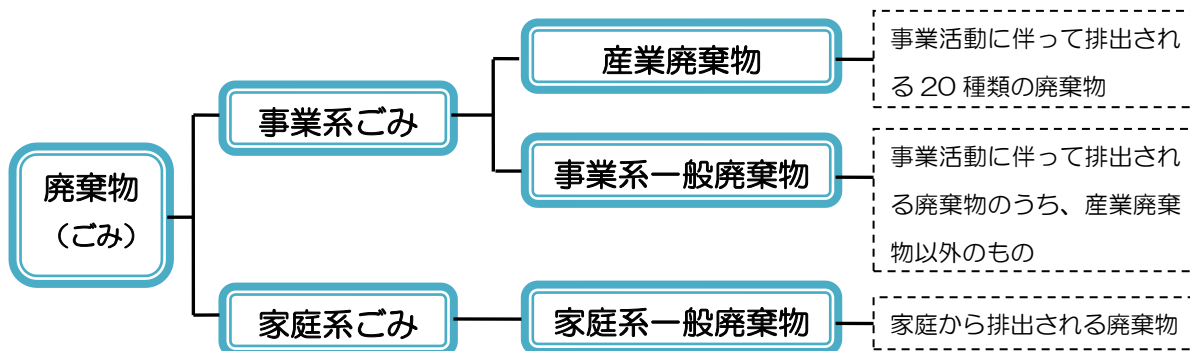 廃棄物
（ごみ）
事業系ごみ
産業廃棄物
事業活動に伴って排出され
る20種類の廃棄物
事業系一般廃棄物
事業活動に伴って排出され
る廃棄物のうち、産業廃棄
物以外のもの
家庭系ごみ
家庭系一般廃棄物
家庭から排出される廃棄物